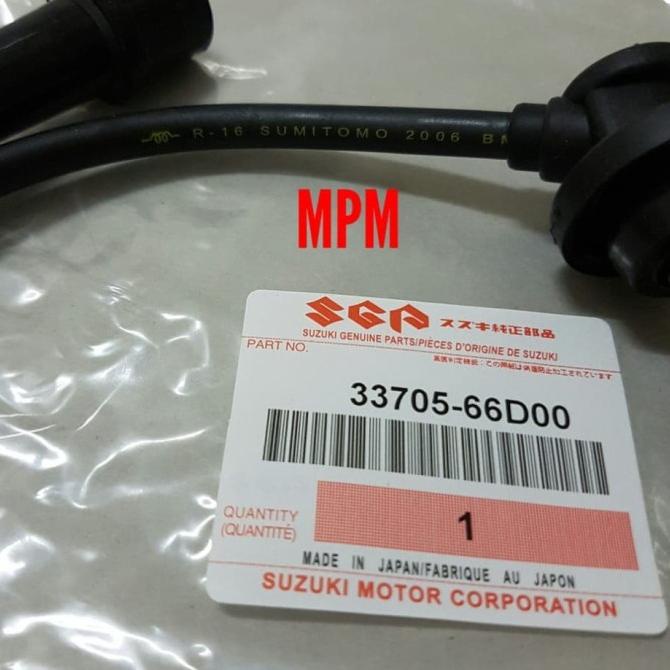 R-16 SUMITOMO 2006
MPM
SGP スズキ純正部品
SUZUKI GENUINE PARTS/PIÈCES D'ORIGINE DE SUZUKI
PART NO.
33705-66D00
QUANTITY
(QUANTITÉ)
1
MADE IN JAPAN/FABRIQUE AU JAPON
SUZUKI MOTOR CORPORATION